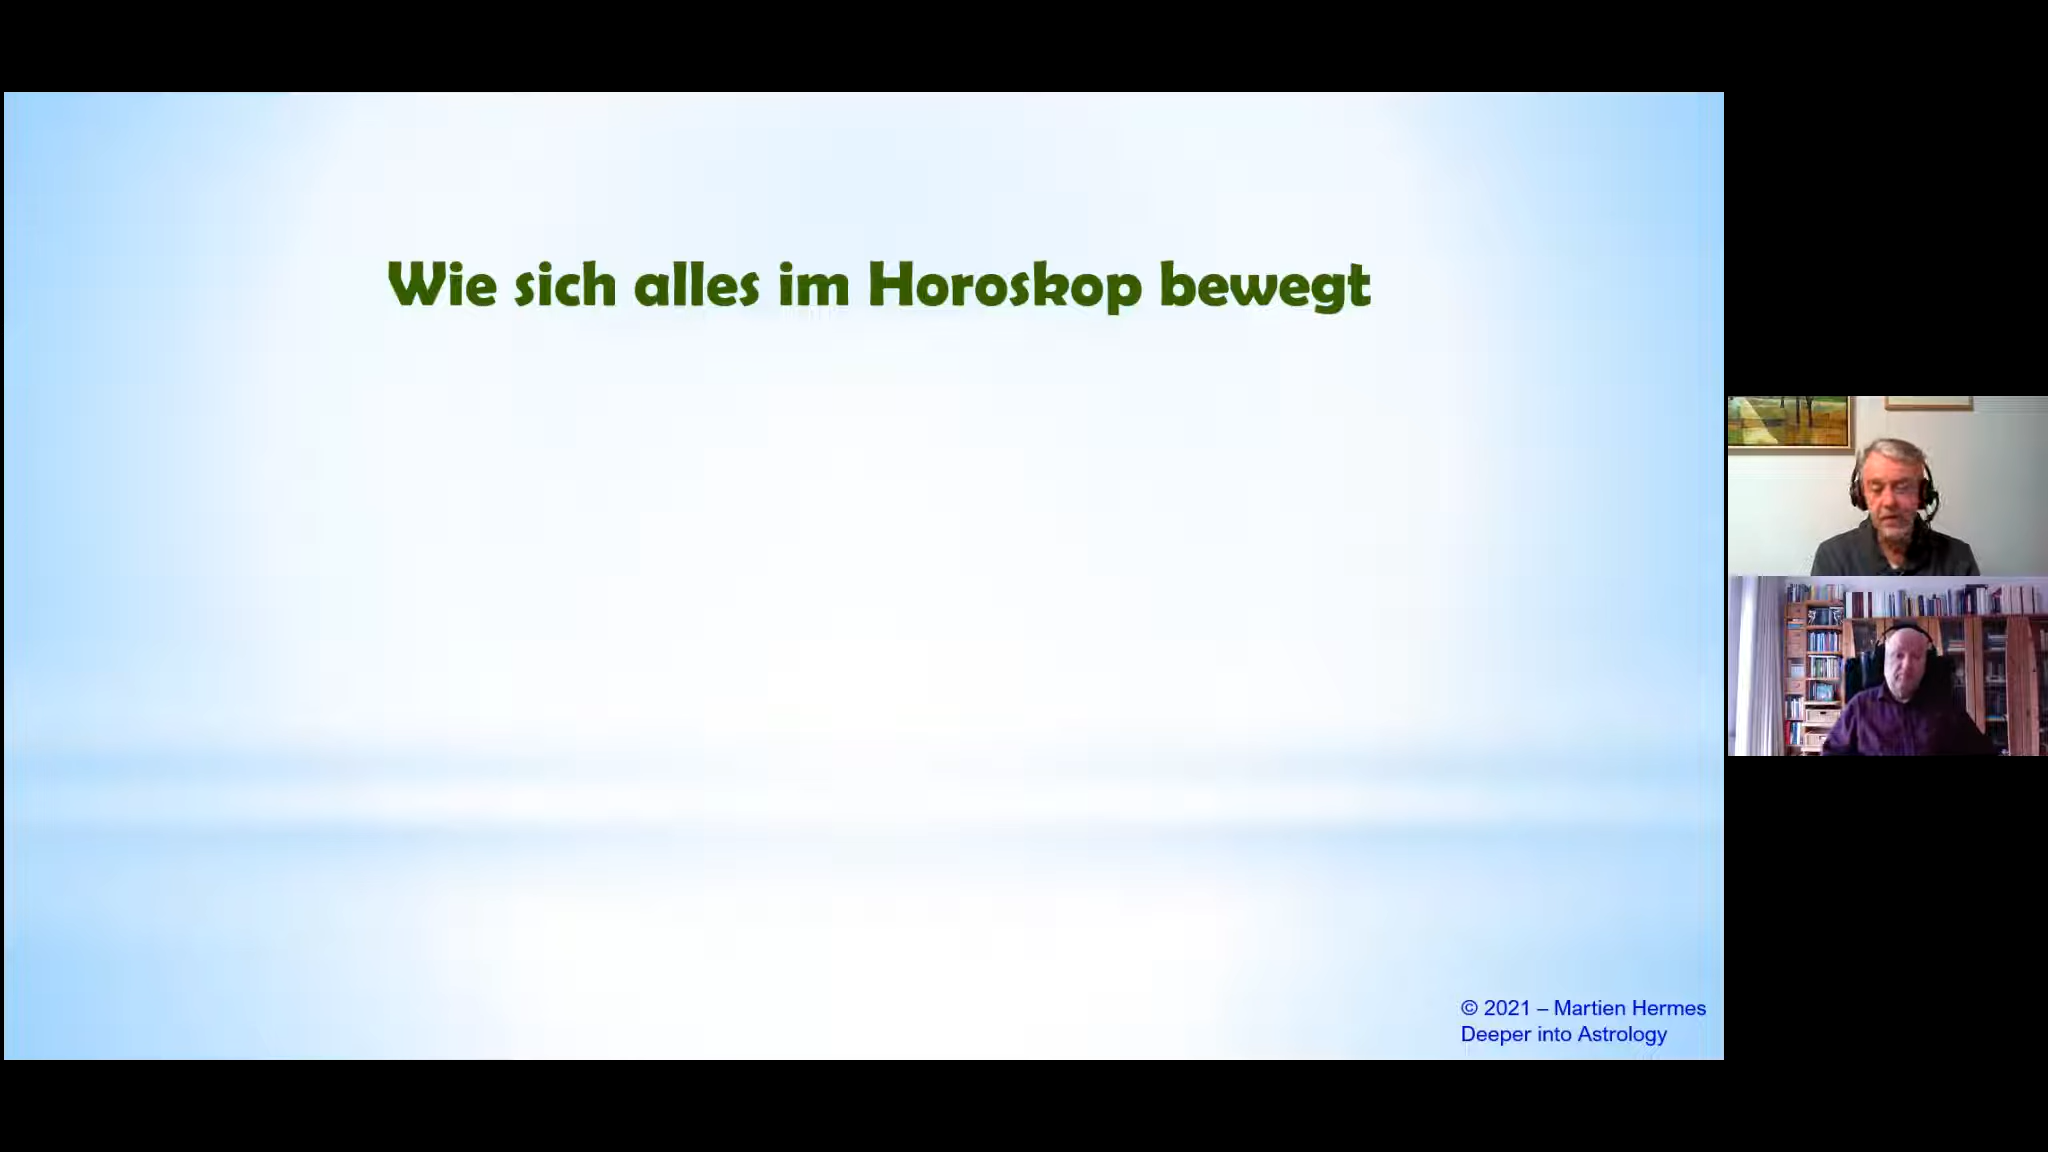 Wie sich alles im Horoskop bewegt
© 2021 – Martien Hermes
Deeper into Astrology